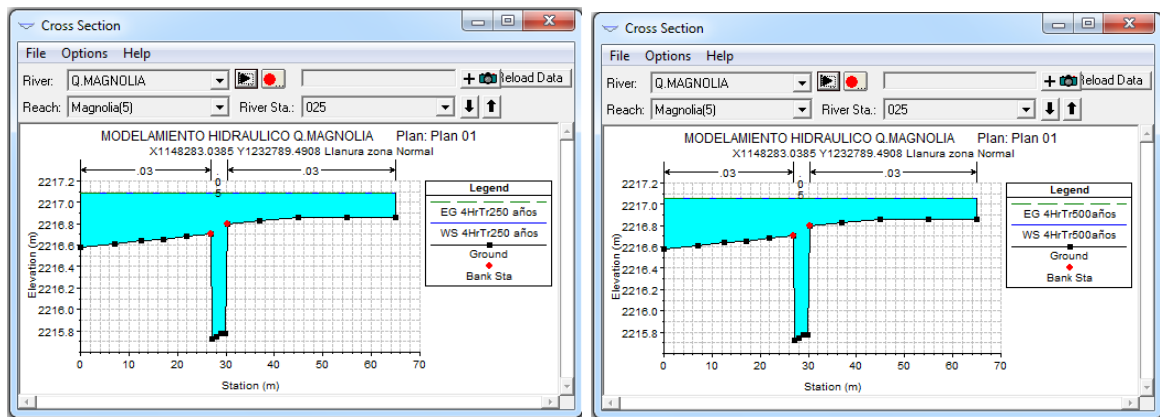 Cross Section
File Options Help
River: Q.MAGNOLIA Reload Data
Reach: Magnolia(5) River Sta.: 025
MODELAMIENTO HIDRAULICO Q.MAGNOLIA Plan: Plan 01
X1148283.0385 Y1232789.4908 Llanura zona Normal
.03 .05 .03
2217.2
2217.0
2216.8
2216.6
2216.4
2216.2
2216.0
2215.8
Elevation (m)
0 10 20 30 40 50 60 70
Station (m)
Legend
EG 4HrTr250 años
WS 4HrTr250 años
Ground
Bank Sta
Cross Section
File Options Help
River: Q.MAGNOLIA Reload Data
Reach: Magnolia(5) River Sta.: 025
MODELAMIENTO HIDRAULICO Q.MAGNOLIA Plan: Plan 01
X1148283.0385 Y1232789.4908 Llanura zona Normal
.03 .05 .03
2217.2
2217.0
2216.8
2216.6
2216.4
2216.2
2216.0
2215.8
Elevation (m)
0 10 20 30 40 50 60 70
Station (m)
Legend
EG 4HrTr500años
WS 4HrTr500años
Ground
Bank Sta